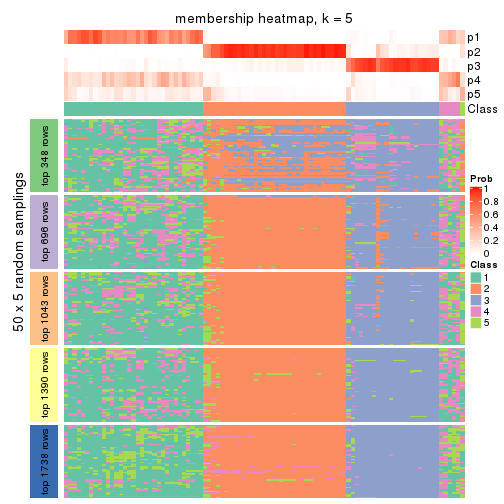 membership heatmap, k = 5
p1
p2
p3
p4
p5
Class
50 x 5 random samplings
top 348 rows
top 696 rows
top 1043 rows
top 1390 rows
top 1738 rows
Prob
1
0.8
0.6
0.4
0.2
0
Class
1
2
3
4
5